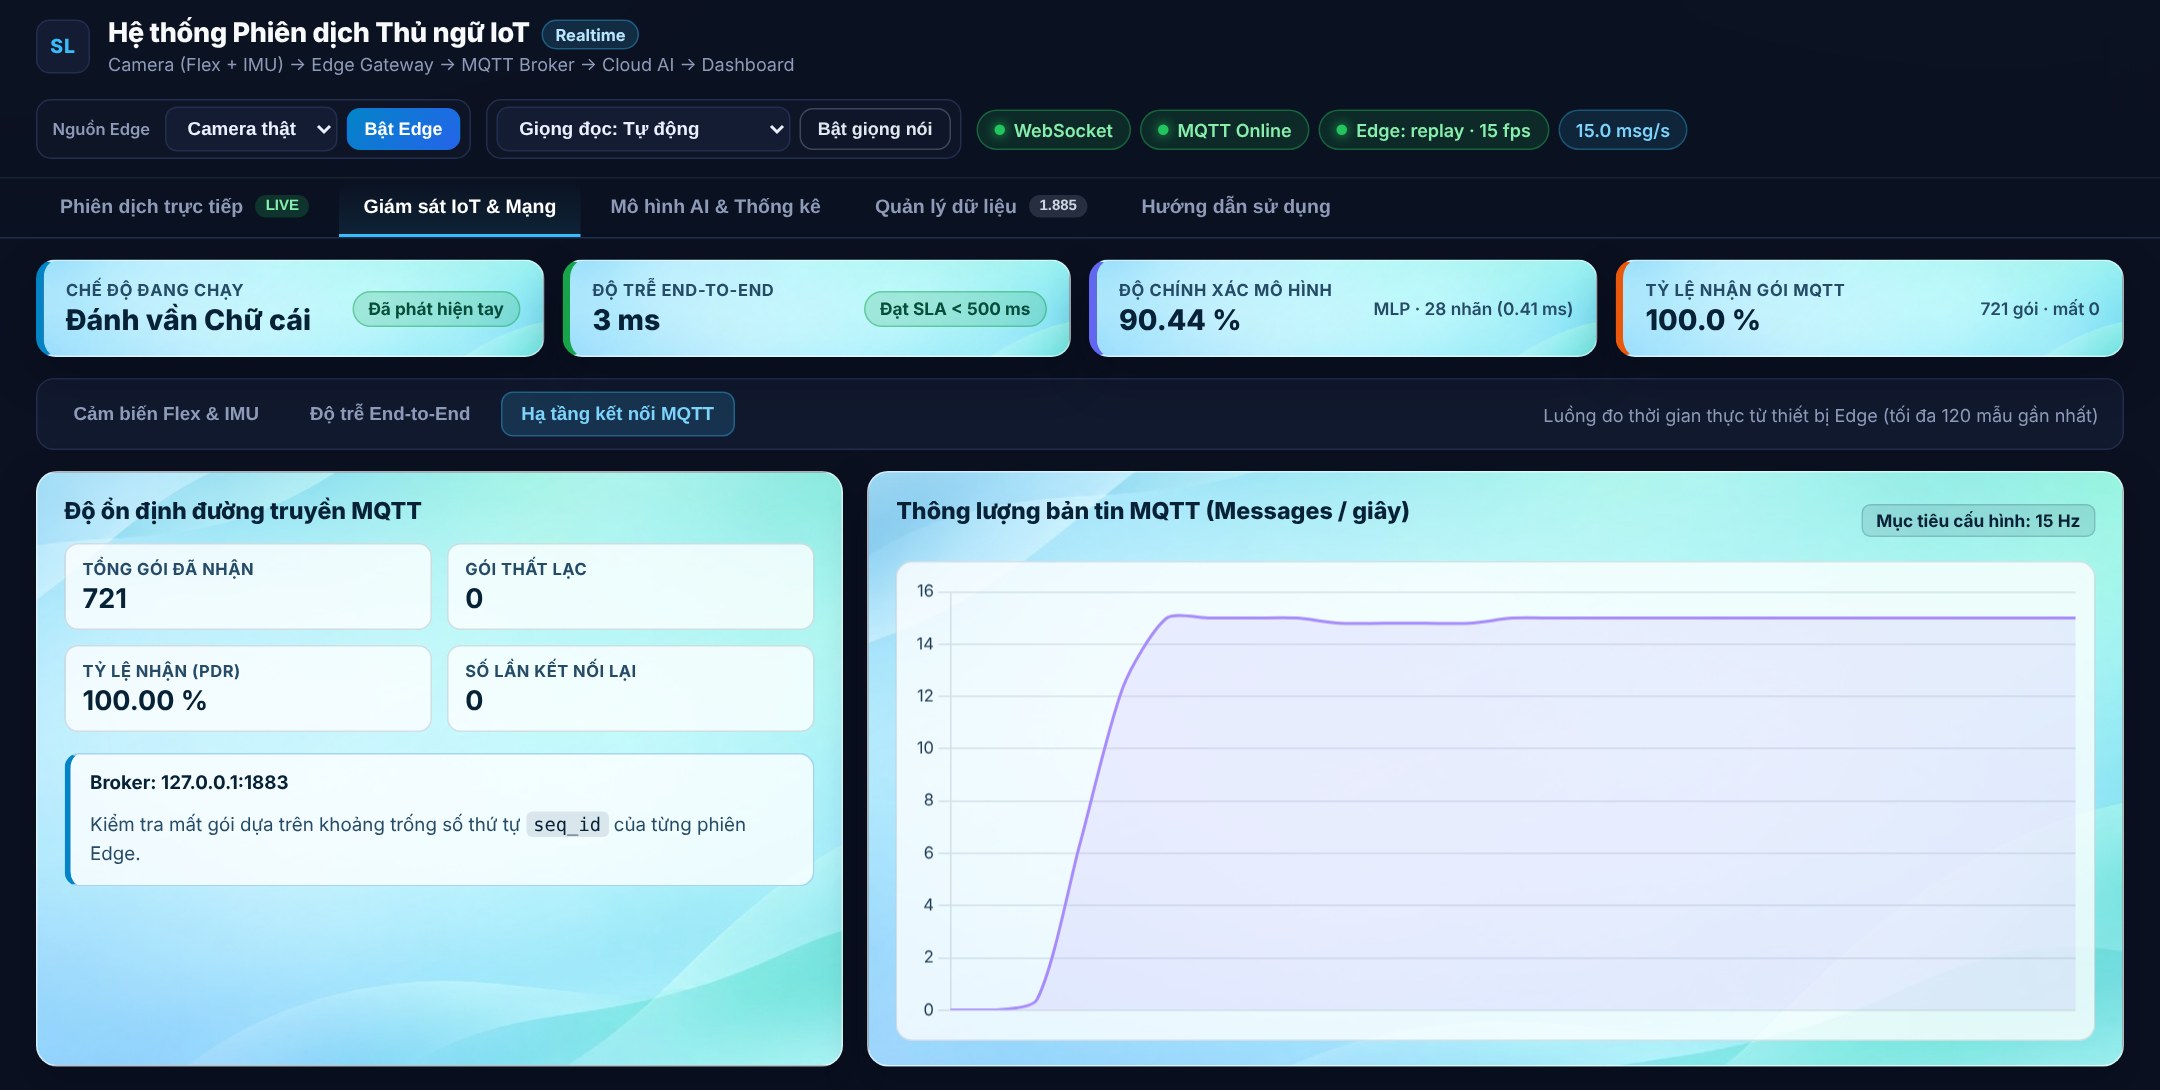 SL
Hệ thống Phiên dịch Thủ ngữ IoT
Realtime
Camera (Flex + IMU) → Edge Gateway → MQTT Broker → Cloud AI → Dashboard
Nguồn Edge
Camera thật
Bật Edge
Giọng đọc: Tự động
Bật giọng nói
WebSocket
MQTT Online
Edge: replay · 15 fps
15.0 msg/s
Phiên dịch trực tiếp
LIVE
Giám sát IoT & Mạng
Mô hình AI & Thống kê
Quản lý dữ liệu
1.885
Hướng dẫn sử dụng
CHẾ ĐỘ ĐANG CHẠY
Đánh vần Chữ cái
Đã phát hiện tay
ĐỘ TRỄ END-TO-END
3 ms
Đạt SLA < 500 ms
ĐỘ CHÍNH XÁC MÔ HÌNH
90.44 %
MLP · 28 nhãn (0.41 ms)
TỶ LỆ NHẬN GÓI MQTT
100.0 %
721 gói · mất 0
Cảm biến Flex & IMU
Độ trễ End-to-End
Hạ tầng kết nối MQTT
Luồng đo thời gian thực từ thiết bị Edge (tối đa 120 mẫu gần nhất)
Độ ổn định đường truyền MQTT
TỔNG GÓI ĐÃ NHẬN
721
GÓI THẤT LẠC
0
TỶ LỆ NHẬN (PDR)
100.00 %
SỐ LẦN KẾT NỐI LẠI
0
Broker: 127.0.0.1:1883
Kiểm tra mất gói dựa trên khoảng trống số thứ tự seq_id của từng phiên
Edge.
Thông lượng bản tin MQTT (Messages / giây)
Mục tiêu cấu hình: 15 Hz
16
14
12
10
8
6
4
2
0